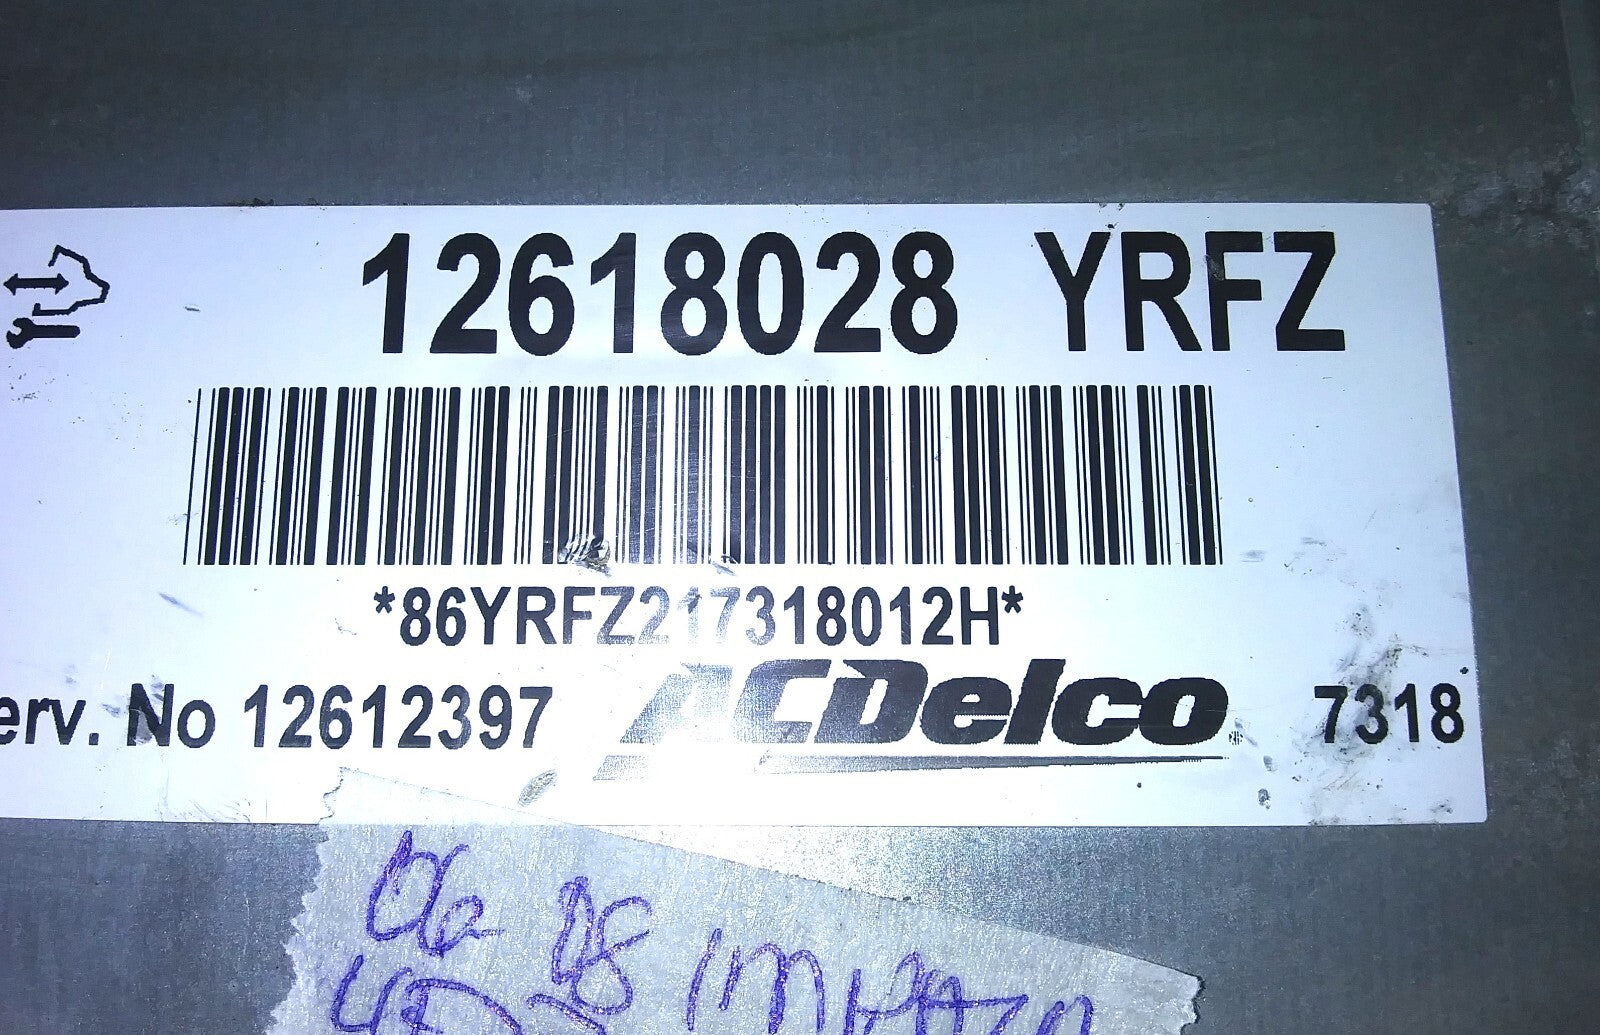 12618028 YRFZ
*86YRFZ217318012H*
erv. No 12612397 ACDelco 7318
06-08 IMPALA